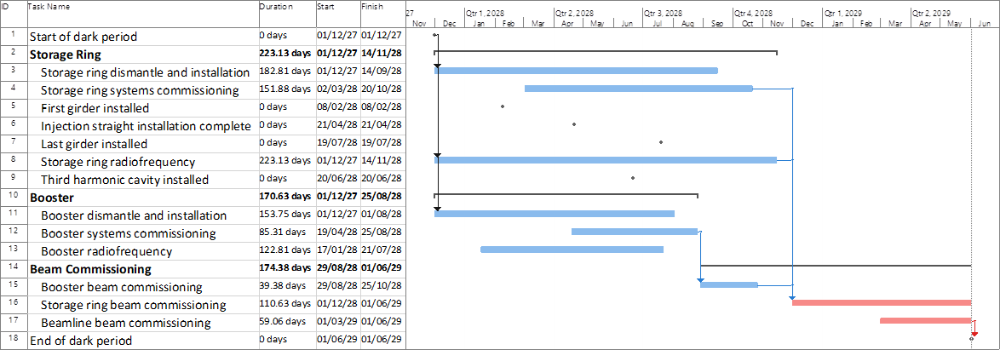 ID Task Name Duration Start Finish 27 Qtr 1, 2028 Qtr 2, 2028 Qtr 3, 2028 Qtr 4, 2028 Qtr 1, 2029 Qtr 2, 2029
Nov Dec Jan Feb Mar Apr May Jun Jul Aug Sep Oct Nov Dec Jan Feb Mar Apr May Jun
1 Start of dark period 0 days 01/12/27 01/12/27
2 Storage Ring 223.13 days 01/12/27 14/11/28
3 Storage ring dismantle and installation 182.81 days 01/12/27 14/09/28
4 Storage ring systems commissioning 151.88 days 02/03/28 20/10/28
5 First girder installed 0 days 08/02/28 08/02/28
6 Injection straight installation complete 0 days 21/04/28 21/04/28
7 Last girder installed 0 days 19/07/28 19/07/28
8 Storage ring radiofrequency 223.13 days 01/12/27 14/11/28
9 Third harmonic cavity installed 0 days 20/06/28 20/06/28
10 Booster 170.63 days 01/12/27 25/08/28
11 Booster dismantle and installation 153.75 days 01/12/27 01/08/28
12 Booster systems commissioning 85.31 days 19/04/28 25/08/28
13 Booster radiofrequency 122.81 days 17/01/28 21/07/28
14 Beam Commissioning 174.38 days 29/08/28 01/06/29
15 Booster beam commissioning 39.38 days 29/08/28 25/10/28
16 Storage ring beam commissioning 110.63 days 01/12/28 01/06/29
17 Beamline beam commissioning 59.06 days 01/03/29 01/06/29
18 End of dark period 0 days 01/06/29 01/06/29